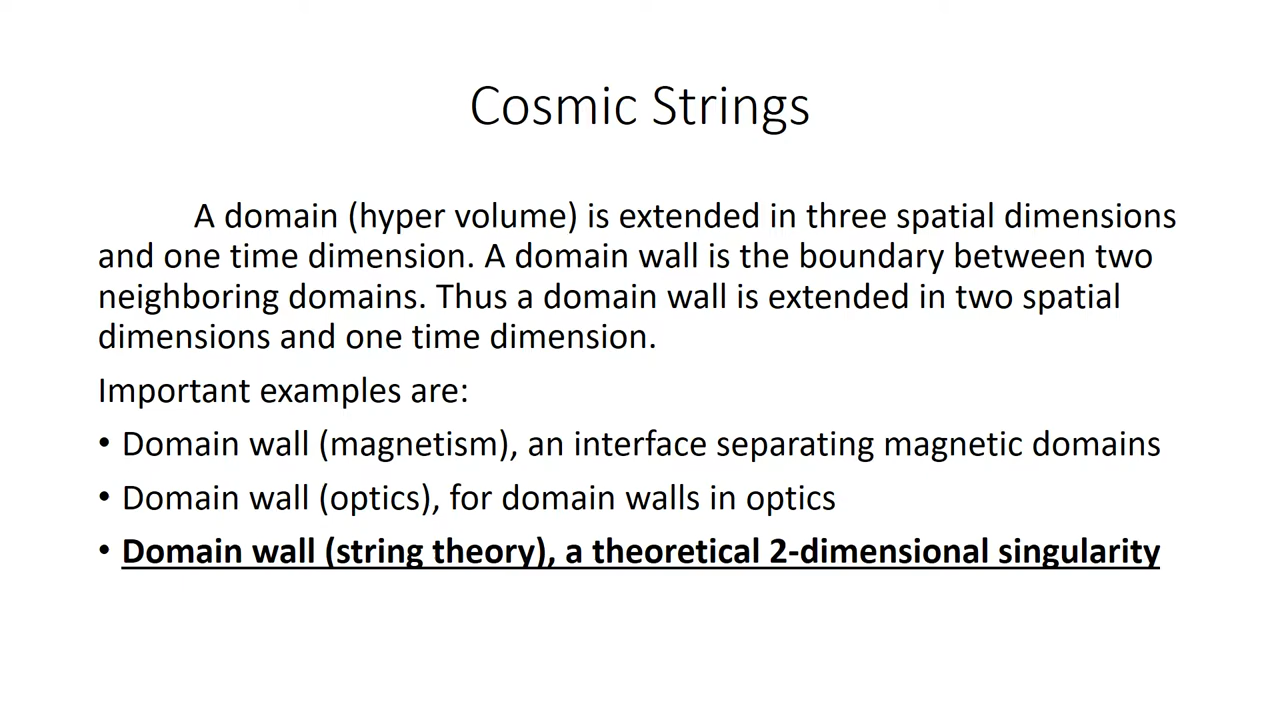 Cosmic Strings
A domain (hyper volume) is extended in three spatial dimensions
and one time dimension. A domain wall is the boundary between two
neighboring domains. Thus a domain wall is extended in two spatial
dimensions and one time dimension.
Important examples are:
• Domain wall (magnetism), an interface separating magnetic domains
• Domain wall (optics), for domain walls in optics
• Domain wall (string theory), a theoretical 2-dimensional singularity